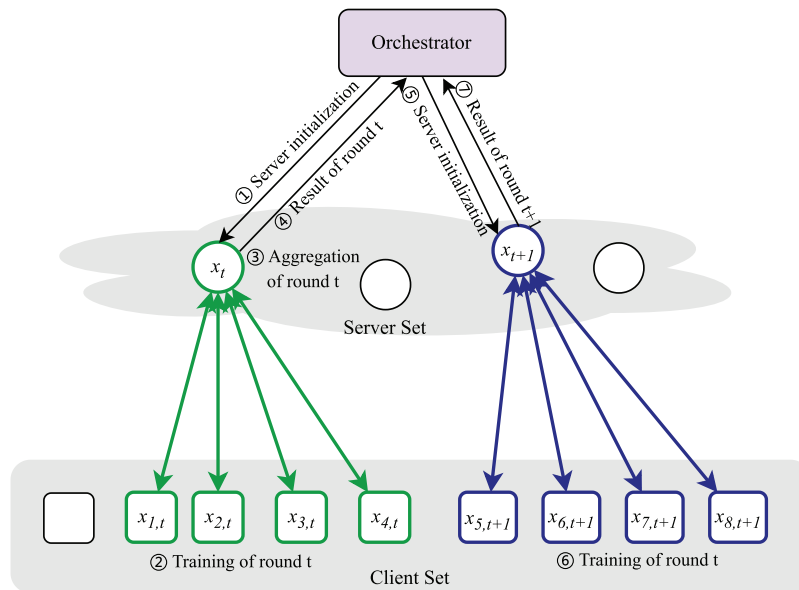 Orchestrator
① Server initialization
④ Result of round t
⑤ Server initialization
⑦ Result of round t+1
x_t
③ Aggregation
of round t
x_{t+1}
Server Set
x_{1,t}
x_{2,t}
x_{3,t}
x_{4,t}
x_{5,t+1}
x_{6,t+1}
x_{7,t+1}
x_{8,t+1}
② Training of round t
⑥ Training of round t
Client Set